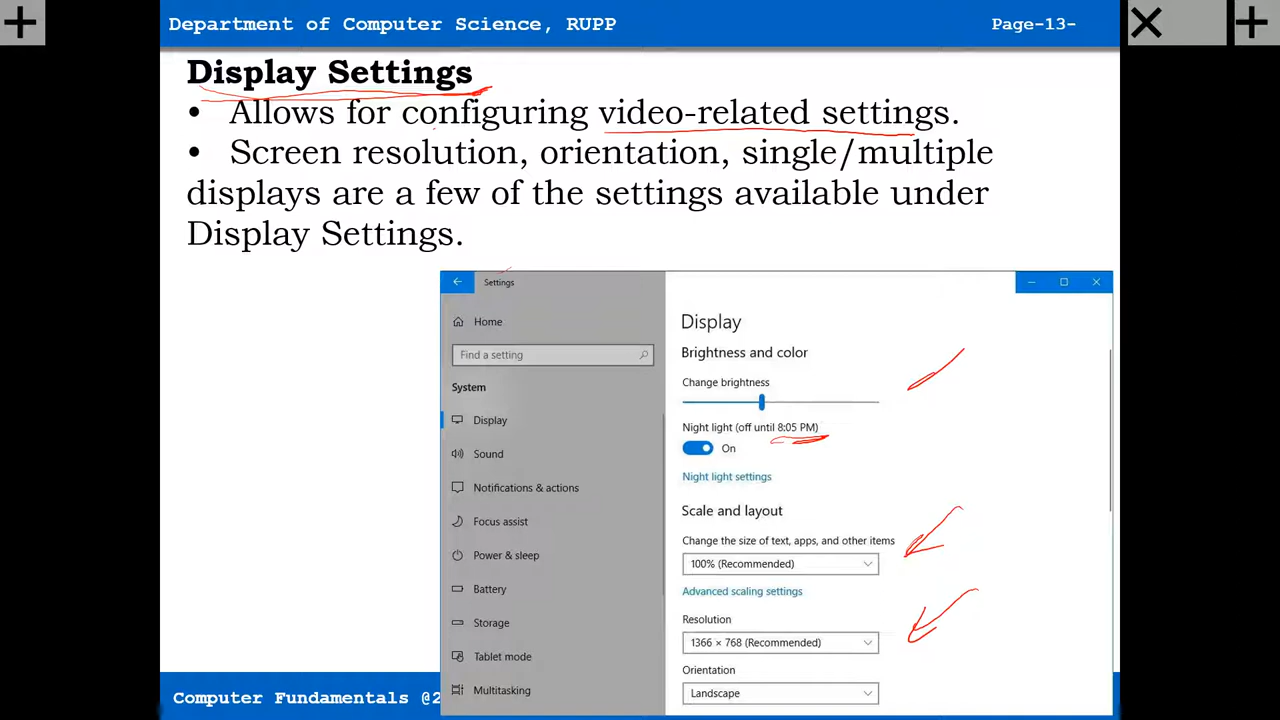 Department of Computer Science, RUPP Page-13-
Display Settings
• Allows for configuring video-related settings.
• Screen resolution, orientation, single/multiple
displays are a few of the settings available under
Display Settings.
Settings
Home
Find a setting
System
Display
Sound
Notifications & actions
Focus assist
Power & sleep
Battery
Storage
Tablet mode
Multitasking
Display
Brightness and color
Change brightness
Night light (off until 8:05 PM)
On
Night light settings
Scale and layout
Change the size of text, apps, and other items
100% (Recommended)
Advanced scaling settings
Resolution
1366 × 768 (Recommended)
Orientation
Landscape
Computer Fundamentals @2